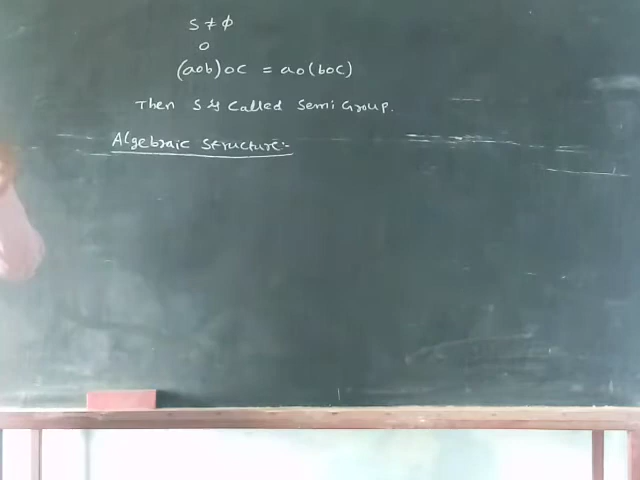 S ≠ ϕ
o
(aob)oc = ao(boc)
Then S is Called Semi Group.
Algebraic Structure:-